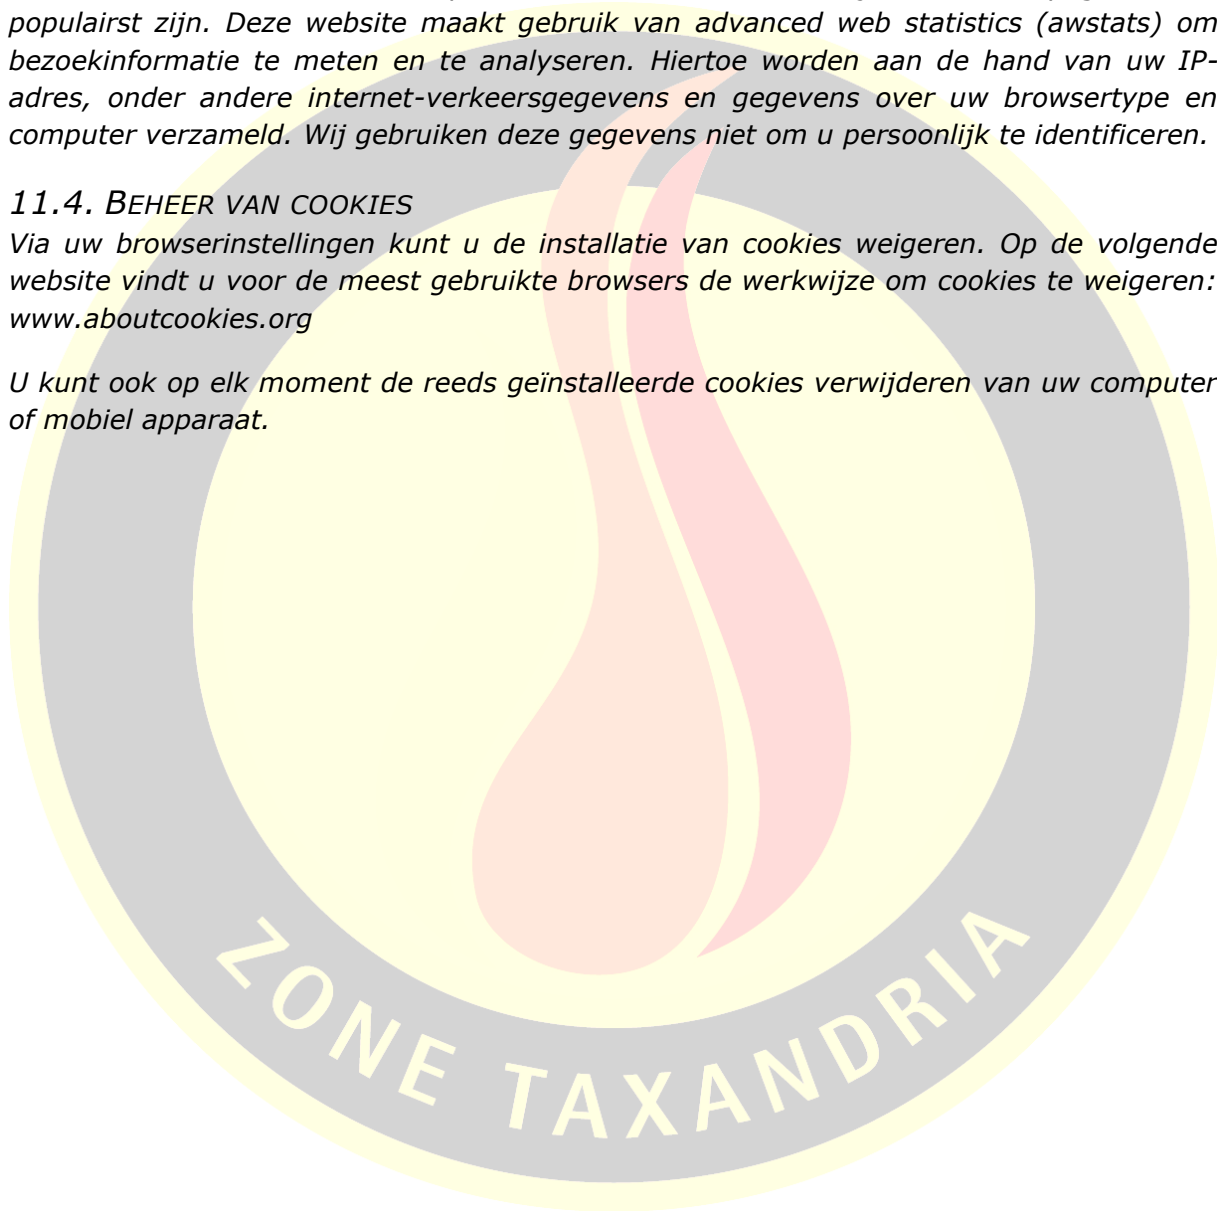 populairst zijn. Deze website maakt gebruik van advanced web statistics (awstats) om
bezoekinformatie te meten en te analyseren. Hiertoe worden aan de hand van uw IP-
adres, onder andere internet-verkeersgegevens en gegevens over uw browsertype en
computer verzameld. Wij gebruiken deze gegevens niet om u persoonlijk te identificeren.
11.4. BEHEER VAN COOKIES
Via uw browserinstellingen kunt u de installatie van cookies weigeren. Op de volgende
website vindt u voor de meest gebruikte browsers de werkwijze om cookies te weigeren:
www.aboutcookies.org
U kunt ook op elk moment de reeds geïnstalleerde cookies verwijderen van uw computer
of mobiel apparaat.
ZONE TAXANDRIA